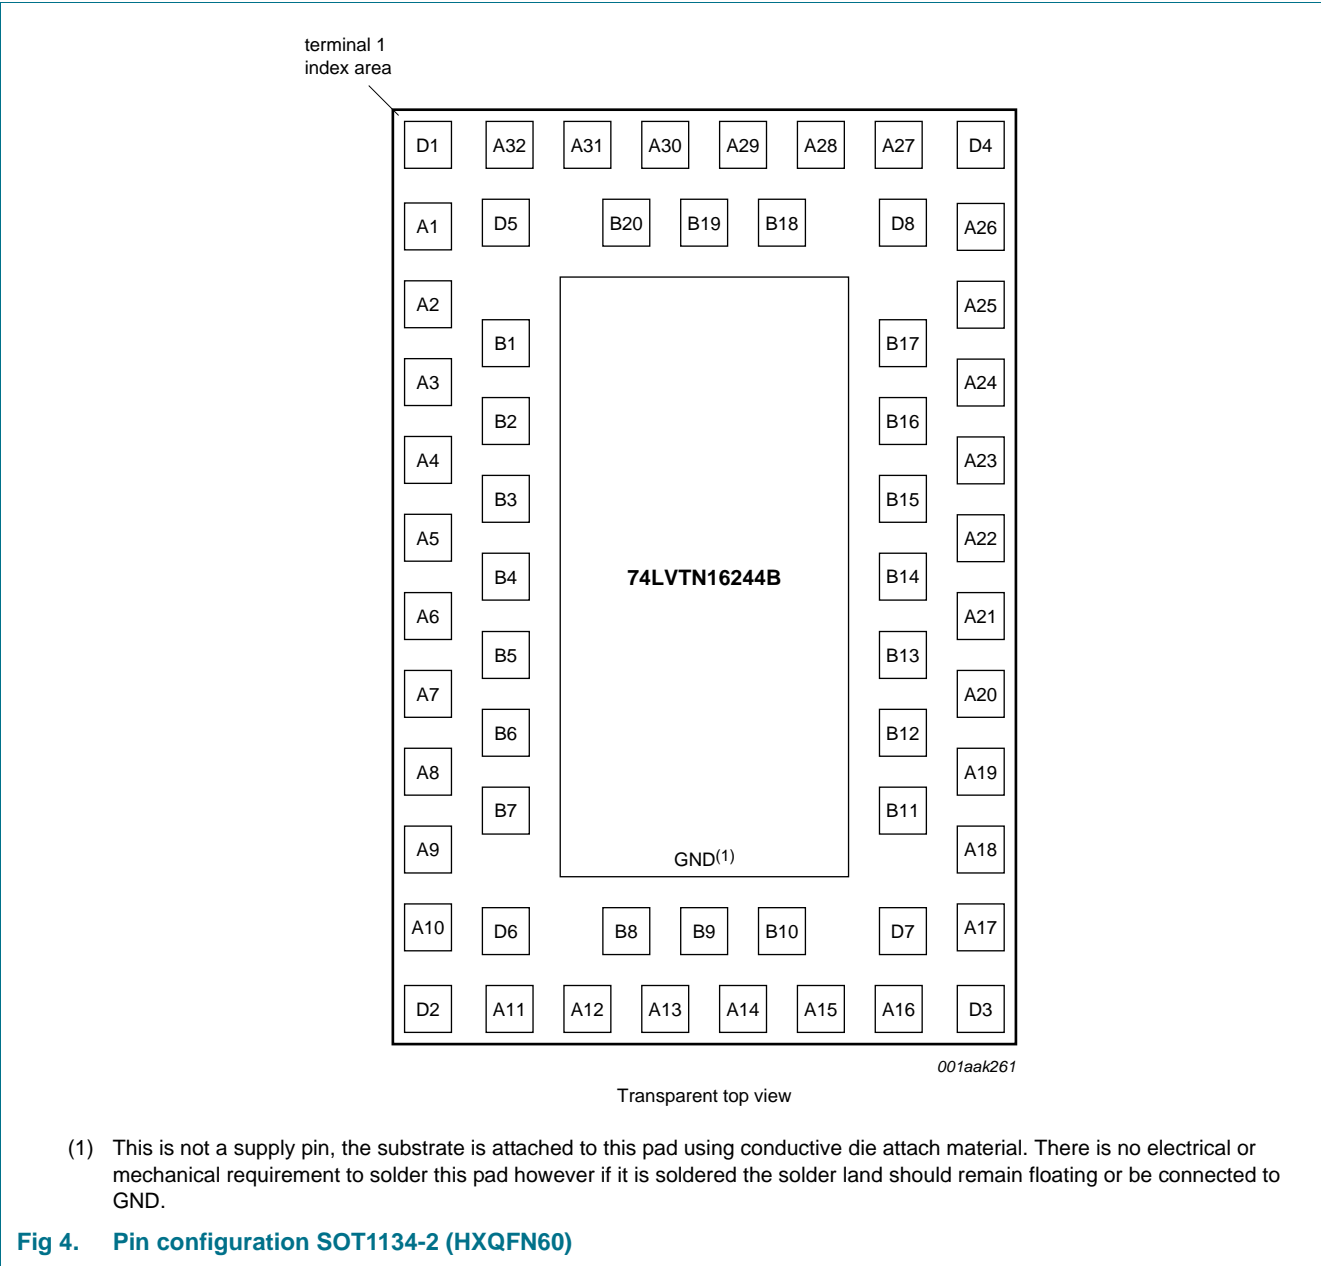 terminal 1
index area
D1 A32 A31 A30 A29 A28 A27 D4
A1 D5 B20 B19 B18 D8 A26
A2 A25
B1 B17
A3 A24
B2 B16
A4 A23
B3 B15
A5 A22
B4 74LVTN16244B B14
A6 A21
B5 B13
A7 A20
B6 B12
A8 A19
B7 B11
A9 GND(1) A18
A10 D6 B8 B9 B10 D7 A17
D2 A11 A12 A13 A14 A15 A16 D3
001aak261
Transparent top view
(1) This is not a supply pin, the substrate is attached to this pad using conductive die attach material. There is no electrical or
mechanical requirement to solder this pad however if it is soldered the solder land should remain floating or be connected to
GND.
Fig 4. Pin configuration SOT1134-2 (HXQFN60)